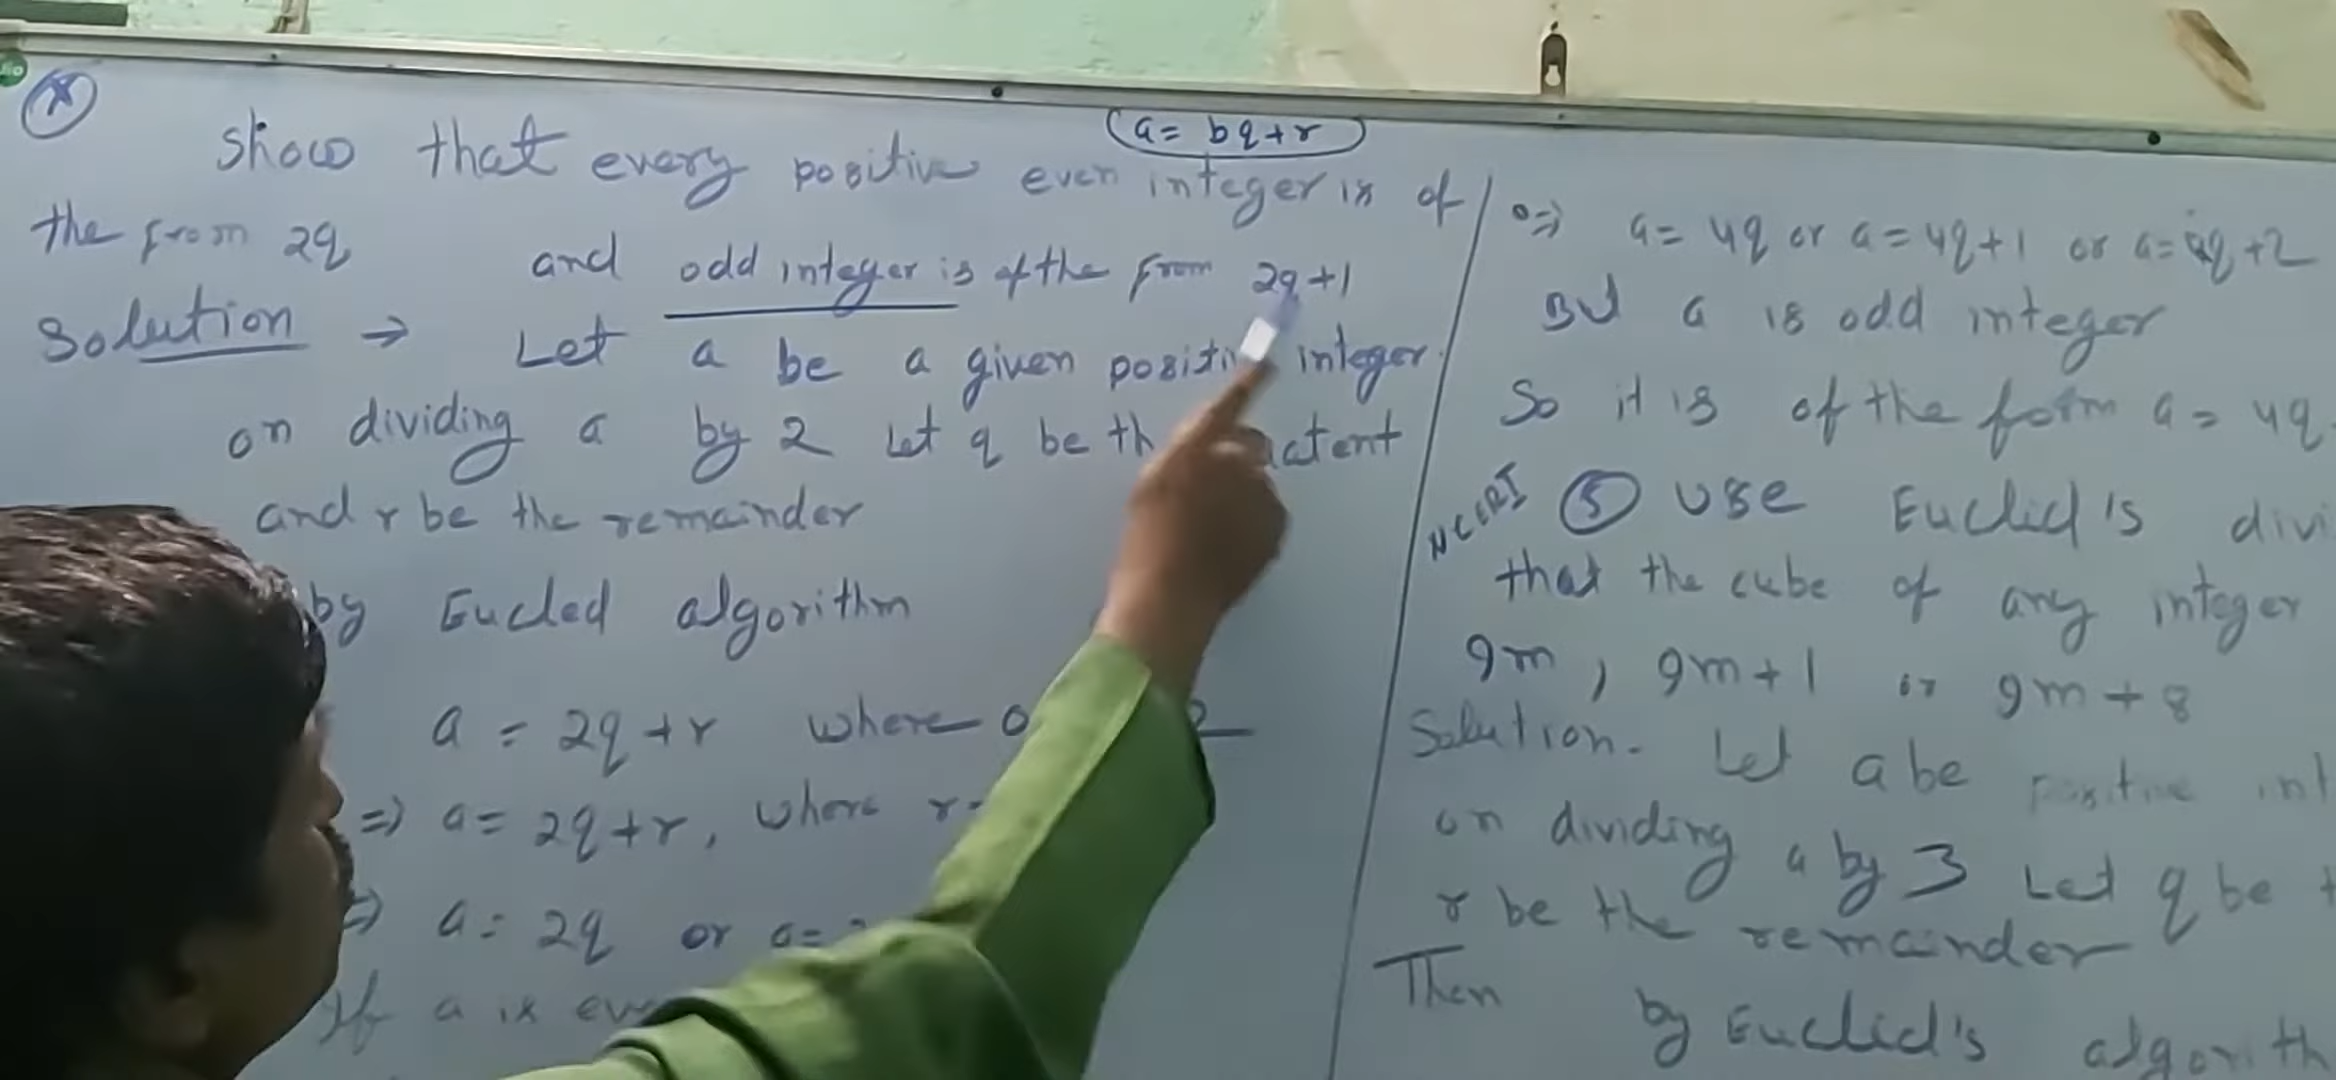 Jio
a = bq+r
Show that every positive even integer is of
the from 2q and odd integer is of the from 2q+1
Solution → Let a be a given positi integer
on dividing a by 2 Let q be th
and r be the remainder
by Eucled algorithm
a = 2q+r where 0 2
=> a = 2q+r, where r
=> a = 2q or a =
If a is eve
=> a = 4q or a = 4q+1 or a = 4q+2
But a is odd integer
So it is of the form a = 4q
NCERT 5 Use Euclid's divi
that the cube of any integer
9m, 9m+1 or 9m+8
Solution - Let a be positive int
on dividing a by 3 Let q be t
r be the remainder
Then by Euclid's algorith